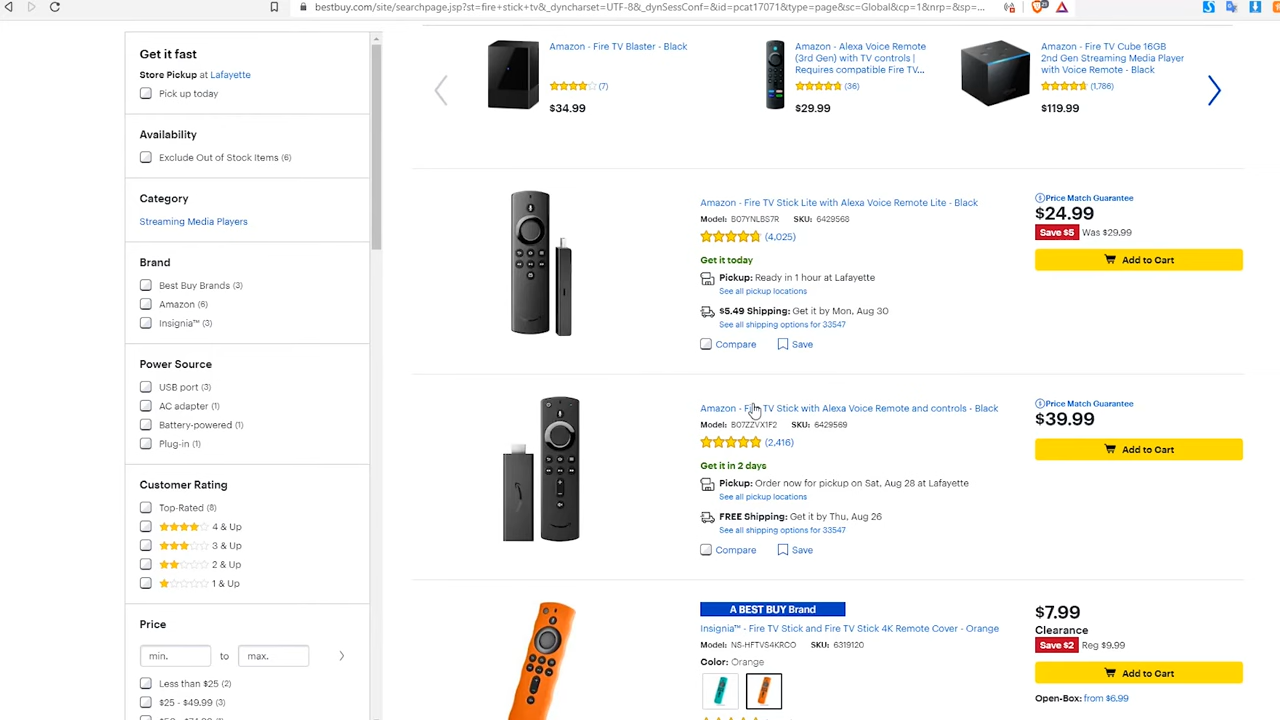 bestbuy.com/site/searchpage.jsp?st=fire+stick+tv&_dyncharset=UTF-8&_dynSessConf=&id=pcat17071&type=page&sc=Global&cp=1&nrp=&sp=...
Get it fast
Store Pickup at Lafayette
Pick up today
Availability
Exclude Out of Stock Items (6)
Category
Streaming Media Players
Brand
Best Buy Brands (3)
Amazon (6)
Insignia™ (3)
Power Source
USB port (3)
AC adapter (1)
Battery-powered (1)
Plug-in (1)
Customer Rating
Top-Rated (8)
4 & Up
3 & Up
2 & Up
1 & Up
Price
min. to max.
Less than $25 (2)
$25 - $49.99 (3)
Amazon - Fire TV Blaster - Black
(7)
$34.99
Amazon - Alexa Voice Remote
(3rd Gen) with TV controls |
Requires compatible Fire TV...
(36)
$29.99
Amazon - Fire TV Cube 16GB
2nd Gen Streaming Media Player
with Voice Remote - Black
(1,786)
$119.99
Amazon - Fire TV Stick Lite with Alexa Voice Remote Lite - Black
Model: B07YNLBS7R SKU: 6429568
(4,025)
Get it today
Pickup: Ready in 1 hour at Lafayette
See all pickup locations
$5.49 Shipping: Get it by Mon, Aug 30
See all shipping options for 33547
Compare Save
Price Match Guarantee
$24.99
Save $5 Was $29.99
Add to Cart
Amazon - Fire TV Stick with Alexa Voice Remote and controls - Black
Model: B07ZZVX1F2 SKU: 6429569
(2,416)
Get it in 2 days
Pickup: Order now for pickup on Sat, Aug 28 at Lafayette
See all pickup locations
FREE Shipping: Get it by Thu, Aug 26
See all shipping options for 33547
Compare Save
Price Match Guarantee
$39.99
Add to Cart
A BEST BUY Brand
Insignia™ - Fire TV Stick and Fire TV Stick 4K Remote Cover - Orange
Model: NS-HFTVS4KRCO SKU: 6319120
Color: Orange
$7.99
Clearance
Save $2 Reg $9.99
Add to Cart
Open-Box: from $6.99